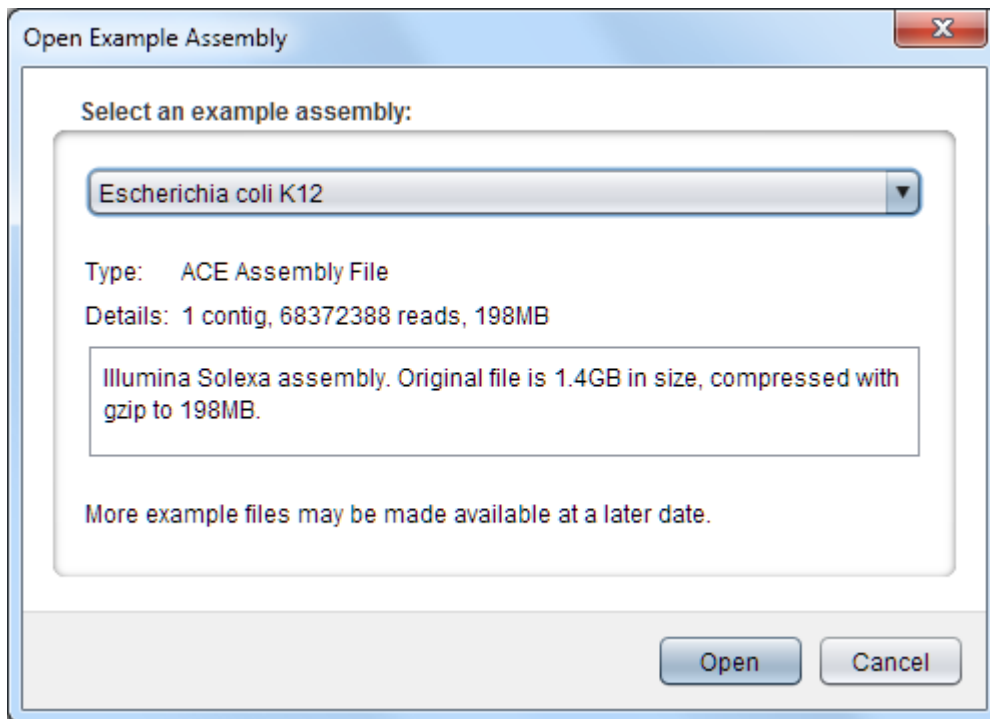 Open Example Assembly
Select an example assembly:
Escherichia coli K12
Type: ACE Assembly File
Details: 1 contig, 68372388 reads, 198MB
Illumina Solexa assembly. Original file is 1.4GB in size, compressed with
gzip to 198MB.
More example files may be made available at a later date.
Open Cancel